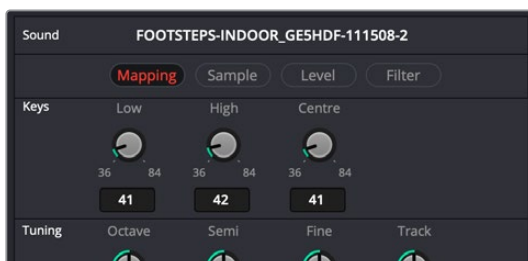 Sound FOOTSTEPS-INDOOR_GE5HDF-111508-2
Mapping Sample Level Filter
Keys Low High Centre
36 84 36 84 36 84
41 42 41
Tuning Octave Semi Fine Track